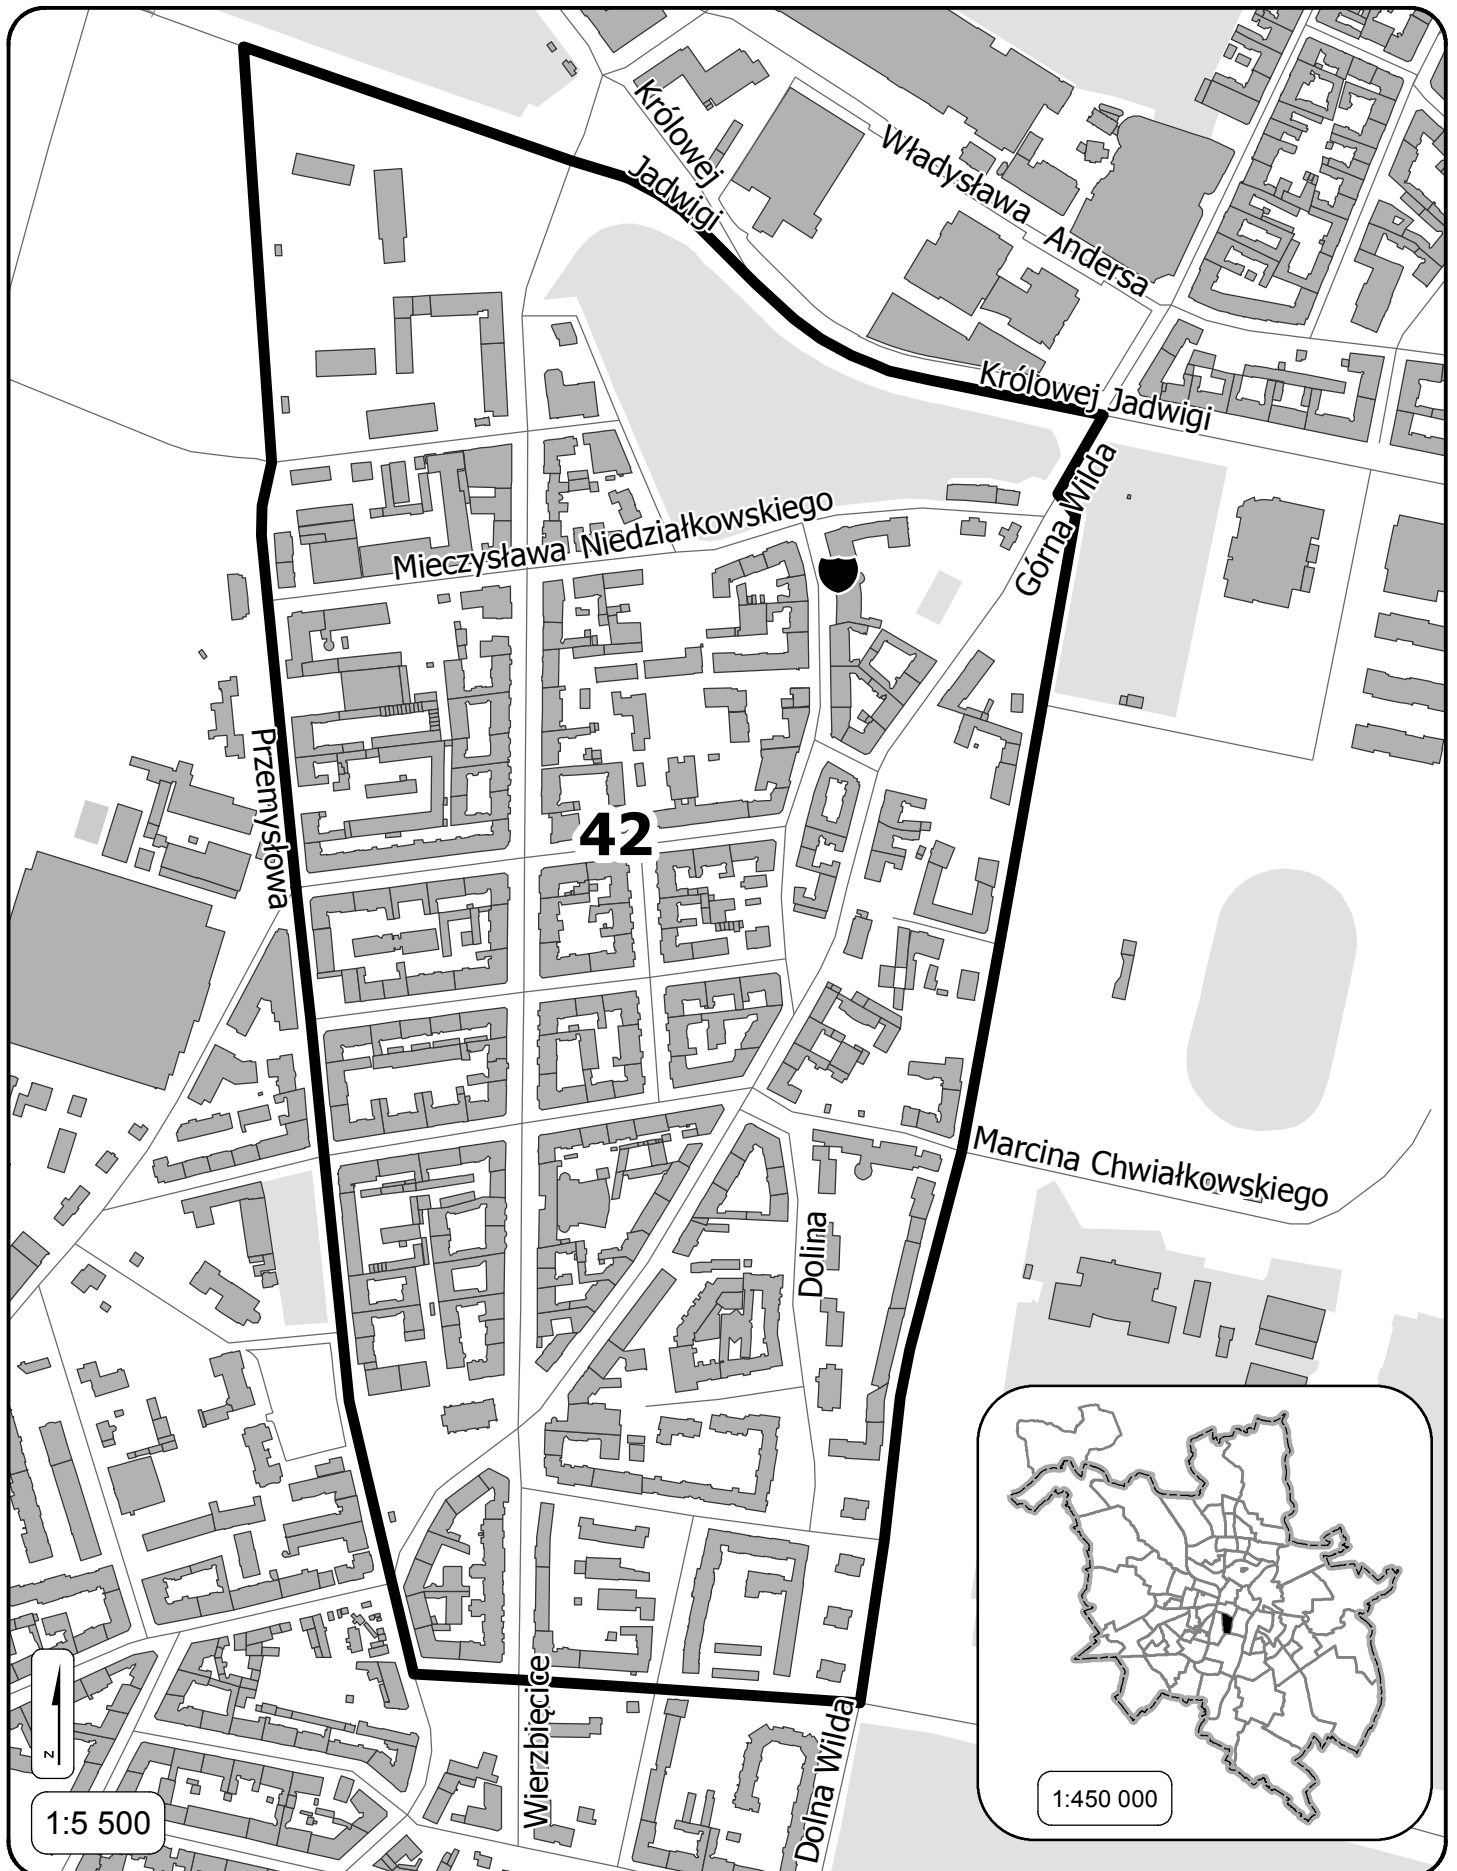 Królowej
Jadwigi
Władysława Andersa
Królowej Jadwigi
Górna Wilda
Mieczysława Niedziałkowskiego
Przemysłowa
42
Marcina Chwiałkowskiego
Dolina
Wierzbięcice
Dolna Wilda
N
1:5 500
1:450 000